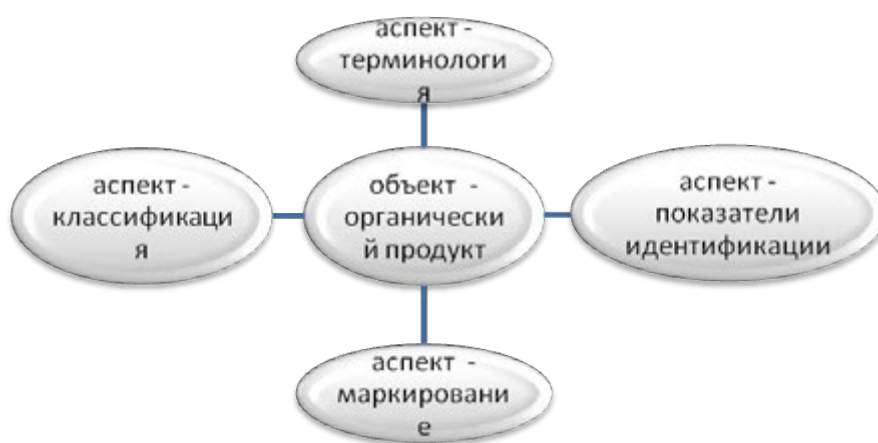 аспект -
терминологи
я
аспект -
классификаци
я
объект -
органически
й продукт
аспект -
показатели
идентификации
аспект -
маркировани
е